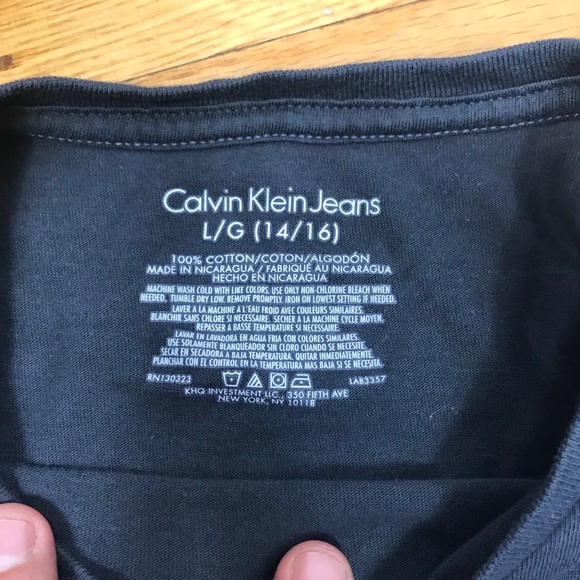 Calvin Klein Jeans
L/G (14/16)
100% COTTON/COTON/ALGODÓN
MADE IN NICARAGUA / FABRIQUÉ AU NICARAGUA
HECHO EN NICARAGUA
MACHINE WASH COLD WITH LIKE COLORS. USE ONLY NON-CHLORINE BLEACH WHEN
NEEDED. TUMBLE DRY LOW. REMOVE PROMPTLY. IRON ON LOWEST SETTING IF NEEDED.
LAVER A LA MACHINE À L'EAU FROID AVEC COULEURS SIMILAIRES.
BLANCHIR SANS CHLORE SI NECESSAIRE. SECHER A LA MACHINE CYCLE MOYEN.
REPASSER A BASSE TEMPERATURE SI NECESSAIRE.
LAVAR EN LAVADORA EN AGUA FRIA CON COLORES SIMILARES.
USE SOLAMENTE BLANQUEADOR SIN CLORO CUANDO SEA NECESARIO.
SECAR EN SECADORA A BAJA TEMPERATURA. QUITAR INMEDIATAMENTE.
PLANCHAR CON EL CONTROL EN LA TEMPERATURA MAS BAJA SI SE NECESITA.
RN130323 LAB3357
KHQ INVESTMENT LLC., 350 FIFTH AVE
NEW YORK, NY 10118